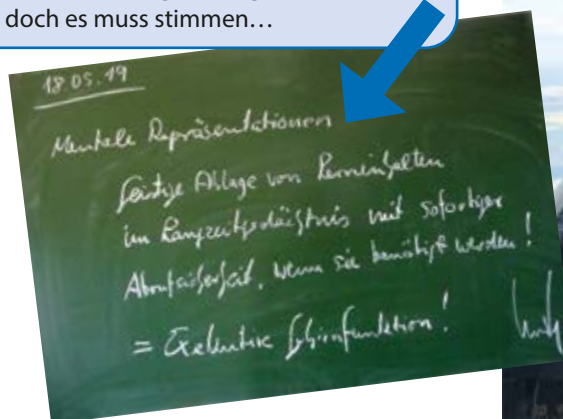 doch es muss stimmen…
18.05.19
Mentale Repräsentationen
Geistige Ablage von Lerninhalten
im Langzeitgedächtnis mit sofortiger
Abrufbarkeit, wenn sie benötigt werden!
= Exekutive Gehirnfunktion!